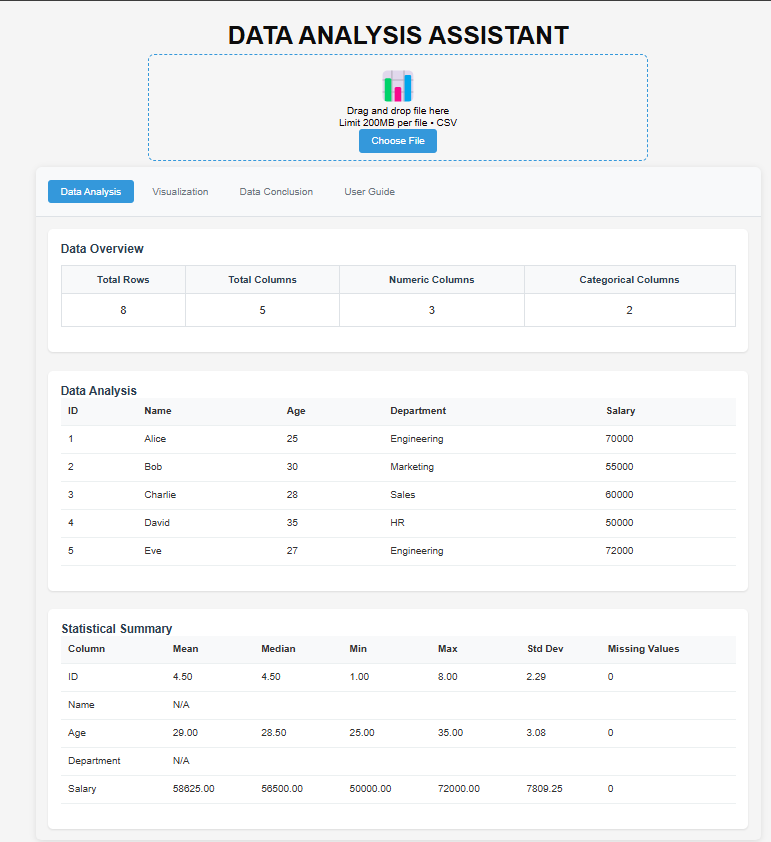 DATA ANALYSIS ASSISTANT
Drag and drop file here
Limit 200MB per file • CSV
Choose File
Data Analysis Visualization Data Conclusion User Guide
Data Overview
Total Rows Total Columns Numeric Columns Categorical Columns
8 5 3 2
Data Analysis
ID Name Age Department Salary
1 Alice 25 Engineering 70000
2 Bob 30 Marketing 55000
3 Charlie 28 Sales 60000
4 David 35 HR 50000
5 Eve 27 Engineering 72000
Statistical Summary
Column Mean Median Min Max Std Dev Missing Values
ID 4.50 4.50 1.00 8.00 2.29 0
Name N/A
Age 29.00 28.50 25.00 35.00 3.08 0
Department N/A
Salary 58625.00 56500.00 50000.00 72000.00 7809.25 0